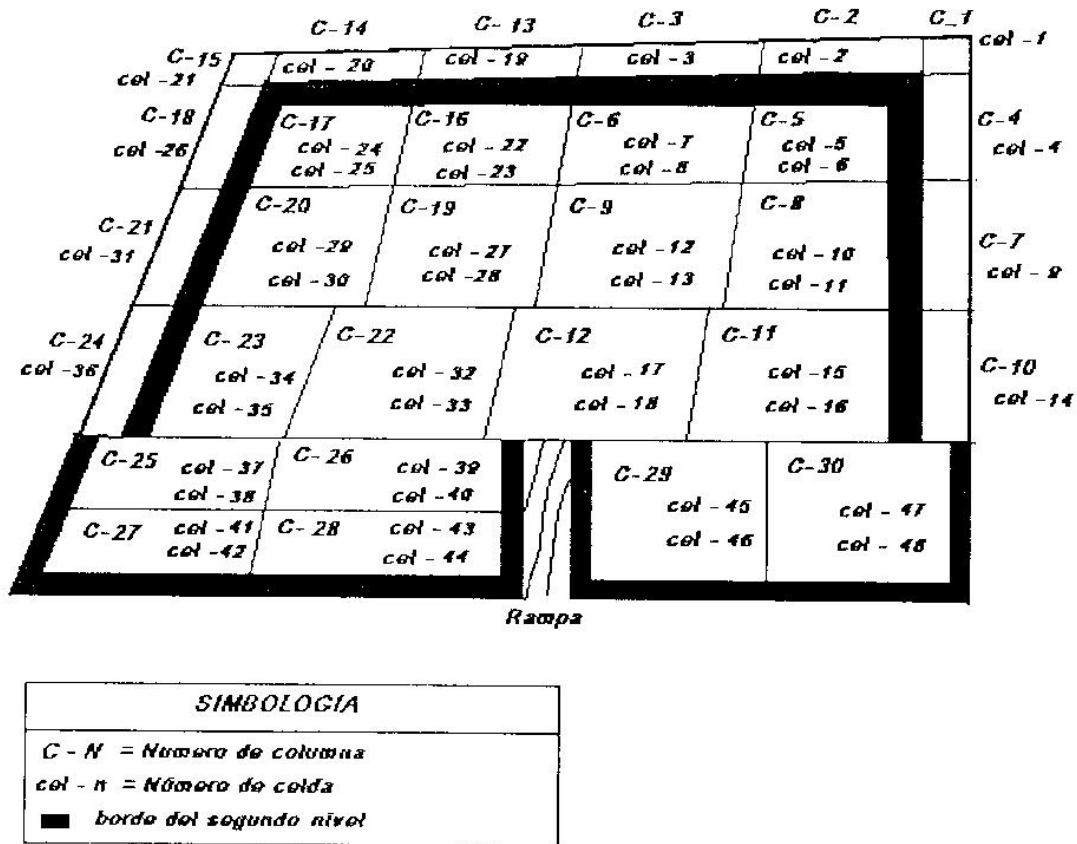 C-14 C-13 C-3 C-2 C_1
C-15 cel-1
cel-21 cel-20 cel-19 cel-3 cel-2
C-18 C-17 C-16 C-6 C-5 C-4
cel-26 cel-24 cel-22 cel-7 cel-5 cel-4
cel-25 cel-23 cel-8 cel-6
C-21 C-20 C-19 C-9 C-8 C-7
cel-31 cel-29 cel-27 cel-12 cel-10 cel-9
cel-30 cel-28 cel-13 cel-11
C-24 C-23 C-22 C-12 C-11 C-10
cel-36 cel-34 cel-32 cel-17 cel-15 cel-14
cel-35 cel-33 cel-18 cel-16
C-25 cel-37 C-26 cel-39 C-29 C-30
cel-38 cel-40 cel-45 cel-47
C-27 cel-41 C-28 cel-43 cel-46 cel-48
cel-42 cel-44
Rampa
SIMBOLOGIA
C-N = Numero de columna
cel-n = Número de celda
borde del segundo nivel